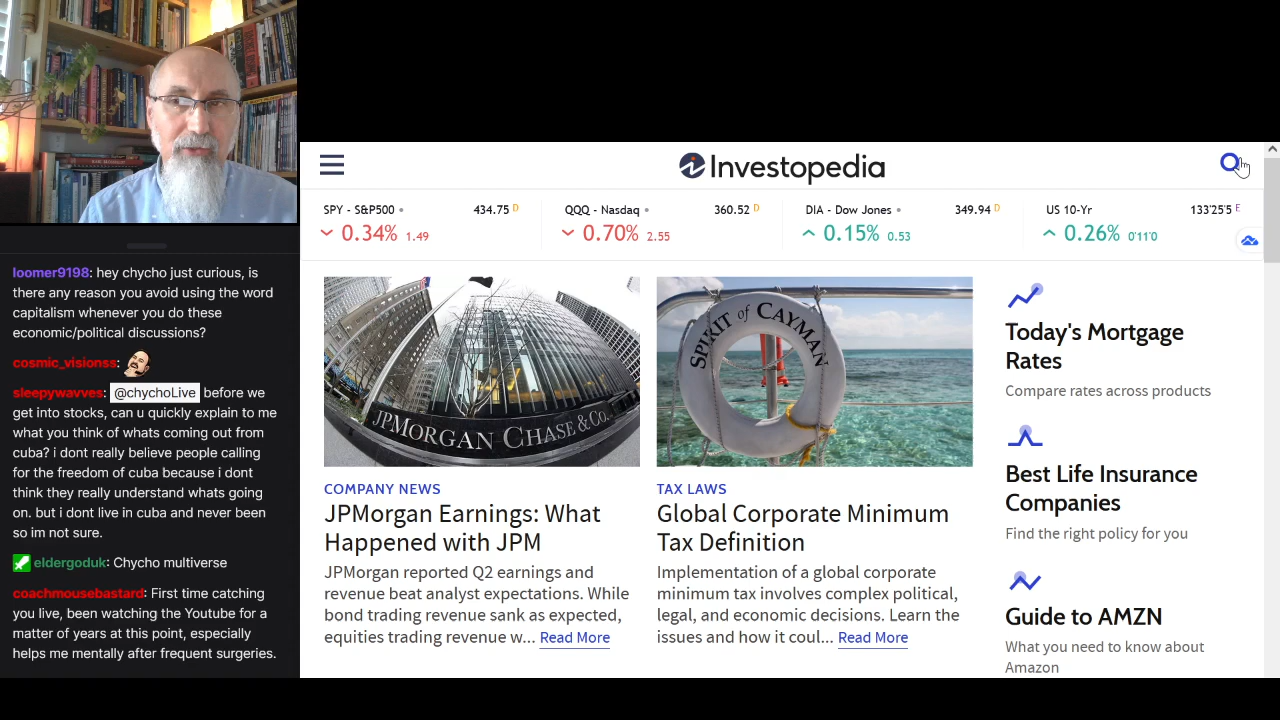 loomer9198: hey chycho just curious, is
there any reason you avoid using the word
capitalism whenever you do these
economic/political discussions?
cosmic_visionss:
sleepywavves: @chychoLive before we
get into stocks, can u quickly explain to me
what you think of whats coming out from
cuba? i dont really believe people calling
for the freedom of cuba because i dont
think they really understand whats going
on. but i dont live in cuba and never been
so im not sure.
eldergoduk: Chycho multiverse
coachmousebastard: First time catching
you live, been watching the Youtube for a
matter of years at this point, especially
helps me mentally after frequent surgeries.
Investopedia
SPY - S&P500 434.75 D
0.34% 1.49
QQQ - Nasdaq 360.52 D
0.70% 2.55
DIA - Dow Jones 349.94 D
0.15% 0.53
US 10-Yr 133'25'5 E
0.26% 0'11'0
JPMORGAN CHASE & CO.
COMPANY NEWS
JPMorgan Earnings: What
Happened with JPM
JPMorgan reported Q2 earnings and
revenue beat analyst expectations. While
bond trading revenue sank as expected,
equities trading revenue w... Read More
SPIRIT of CAYMAN
TAX LAWS
Global Corporate Minimum
Tax Definition
Implementation of a global corporate
minimum tax involves complex political,
legal, and economic decisions. Learn the
issues and how it coul... Read More
Today's Mortgage
Rates
Compare rates across products
Best Life Insurance
Companies
Find the right policy for you
Guide to AMZN
What you need to know about
Amazon